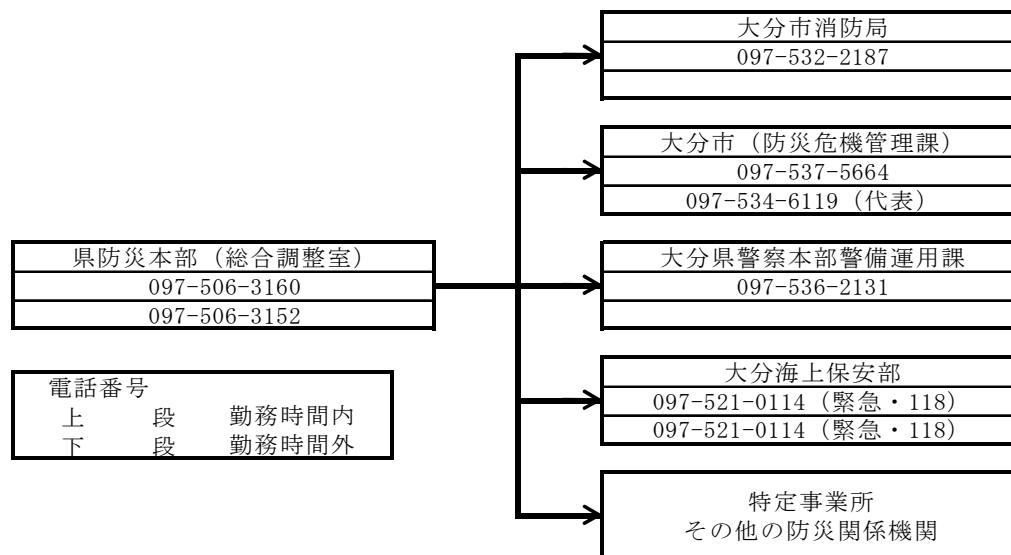 大分市消防局
097-532-2187
大分市（防災危機管理課）
097-537-5664
097-534-6119（代表）
県防災本部（総合調整室）
097-506-3160
097-506-3152
大分県警察本部警備運用課
097-536-2131
電話番号
上　　段　　勤務時間内
下　　段　　勤務時間外
大分海上保安部
097-521-0114（緊急・118）
097-521-0114（緊急・118）
特定事業所
その他の防災関係機関